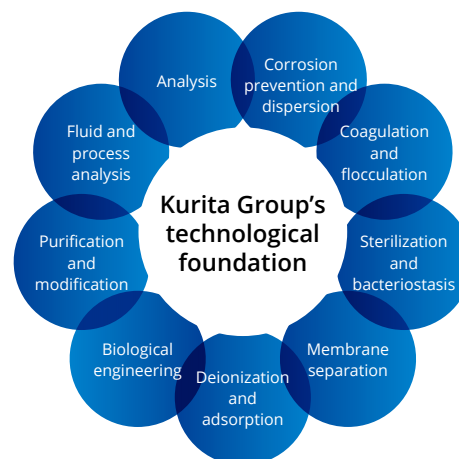 Analysis
Corrosion
prevention and
dispersion
Coagulation
and
flocculation
Sterilization
and
bacteriostasis
Membrane
separation
Deionization
and
adsorption
Biological
engineering
Purification
and
modification
Fluid and
process
analysis
Kurita Group’s
technological
foundation